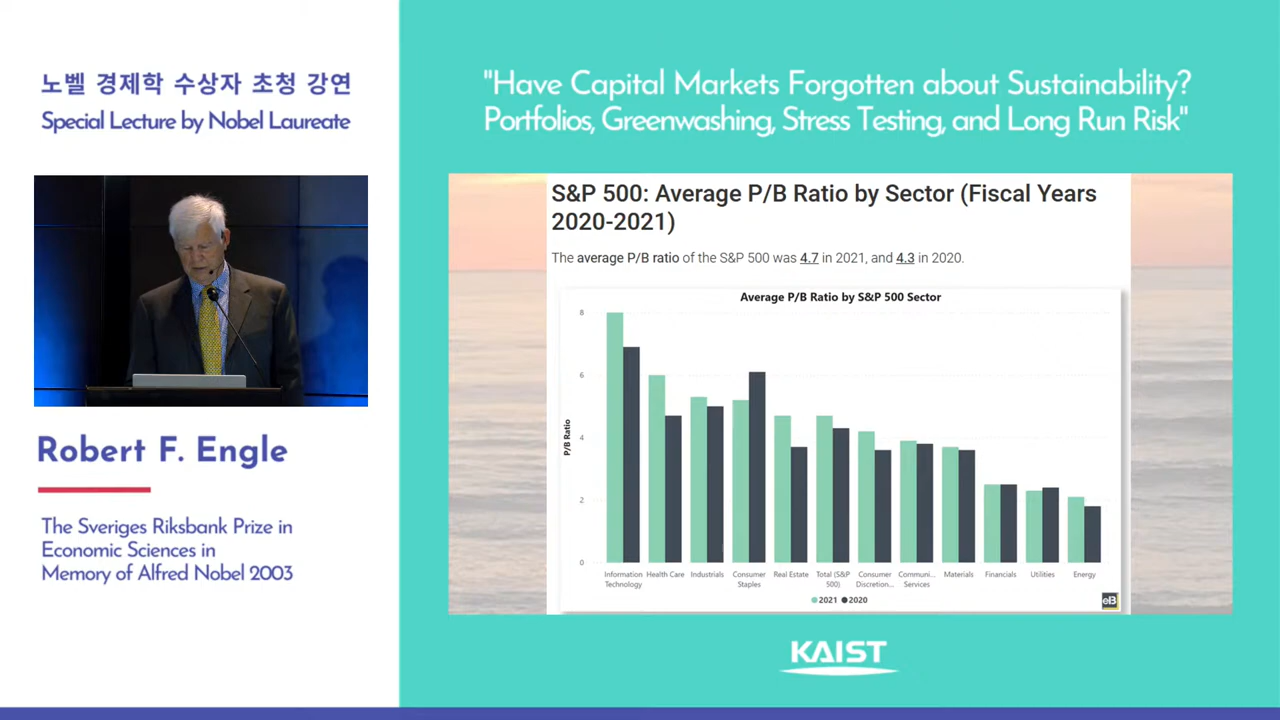 노벨 경제학 수상자 초청 강연
Special Lecture by Nobel Laureate
Robert F. Engle
The Sveriges Riksbank Prize in
Economic Sciences in
Memory of Alfred Nobel 2003
"Have Capital Markets Forgotten about Sustainability?
Portfolios, Greenwashing, Stress Testing, and Long Run Risk"
S&P 500: Average P/B Ratio by Sector (Fiscal Years
2020-2021)
The average P/B ratio of the S&P 500 was 4.7 in 2021, and 4.3 in 2020.
Average P/B Ratio by S&P 500 Sector
P/B Ratio
8
6
4
2
0
Information Technology
Health Care
Industrials
Consumer Staples
Real Estate
Total (S&P 500)
Consumer Discretion...
Communi... Services
Materials
Financials
Utilities
Energy
2021 2020
eB
KAIST